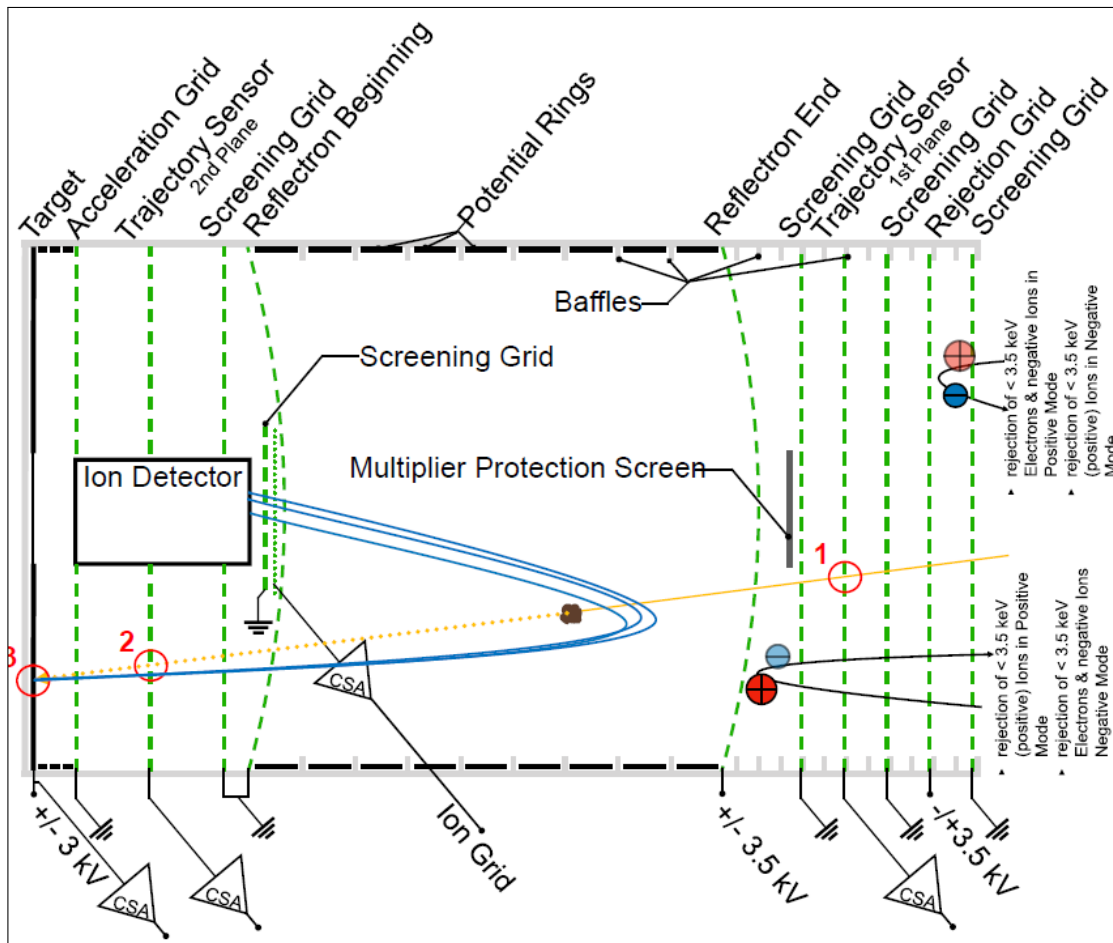 Target
Acceleration Grid
Trajectory Sensor
2nd Plane
Screening Grid
Reflectron Beginning
Potential Rings
Reflectron End
Screening Grid
Trajectory Sensor
1st Plane
Screening Grid
Rejection Grid
Screening Grid
Baffles
Screening Grid
Ion Detector
Multiplier Protection Screen
1
2
3
CSA
Ion Grid
+/- 3 kV
CSA
CSA
+/- 3.5 kV
CSA
-/+3.5 kV
+
−
−
+
▸ rejection of < 3.5 keV
Electrons & negative Ions in
Positive Mode
▸ rejection of < 3.5 keV
(positive) Ions in Negative
Mode
▸ rejection of < 3.5 keV
(positive) Ions in Positive
Mode
▸ rejection of < 3.5 keV
Electrons & negative Ions
Negative Mode